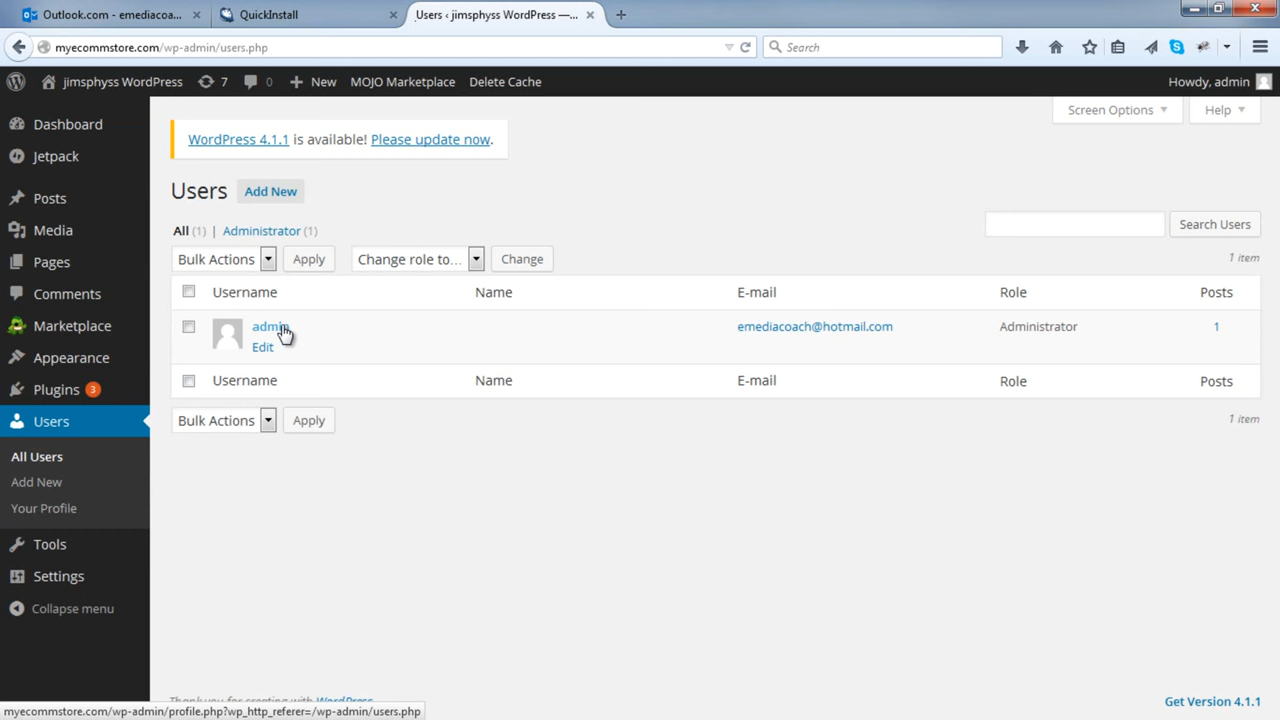 Outlook.com - emediacoa...
QuickInstall
Users ‹ jimsphyss WordPress —...
myecommstore.com/wp-admin/users.php
Search
jimsphyss WordPress
7
0
New
MOJO Marketplace
Delete Cache
Howdy, admin
Screen Options
Help
Dashboard
Jetpack
Posts
Media
Pages
Comments
Marketplace
Appearance
Plugins 3
Users
All Users
Add New
Your Profile
Tools
Settings
Collapse menu
WordPress 4.1.1 is available! Please update now.
Users Add New
All (1) | Administrator (1)
Search Users
Bulk Actions Apply Change role to... Change
1 item
Username Name E-mail Role Posts
admin emediacoach@hotmail.com Administrator 1
Edit
Username Name E-mail Role Posts
Bulk Actions Apply
1 item
Thank you for creating with WordPress.
Get Version 4.1.1
myecommstore.com/wp-admin/profile.php?wp_http_referer=/wp-admin/users.php